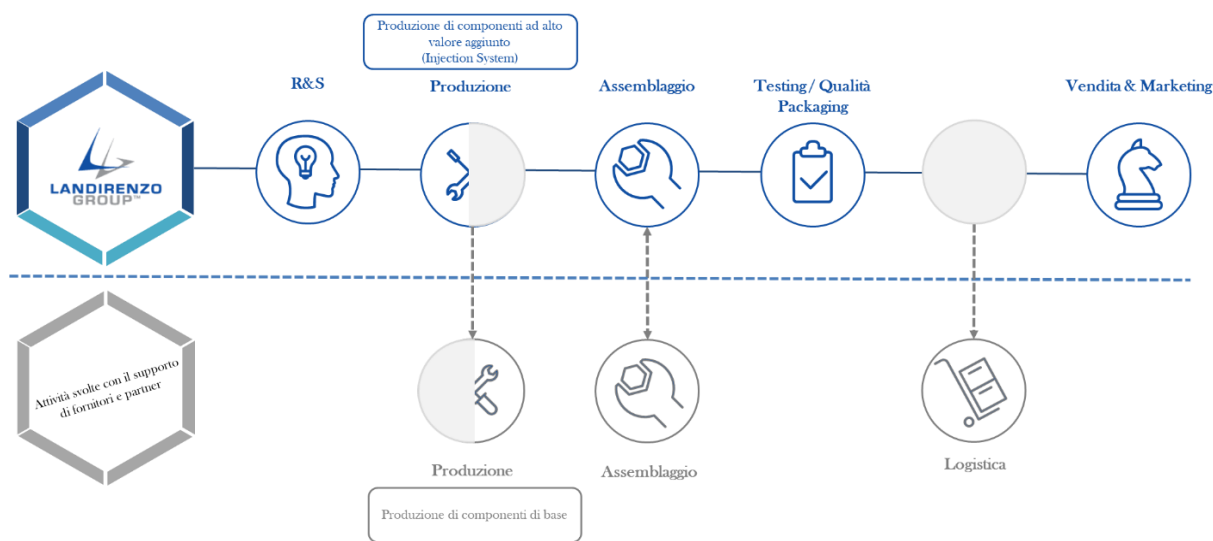 Produzione di componenti ad alto
valore aggiunto
(Injection System)
R&S
Produzione
Assemblaggio
Testing / Qualità
Packaging
Vendita & Marketing
LANDIRENZO
GROUP™
Attività svolte con il supporto
di fornitori e partner
Produzione
Assemblaggio
Logistica
Produzione di componenti di base